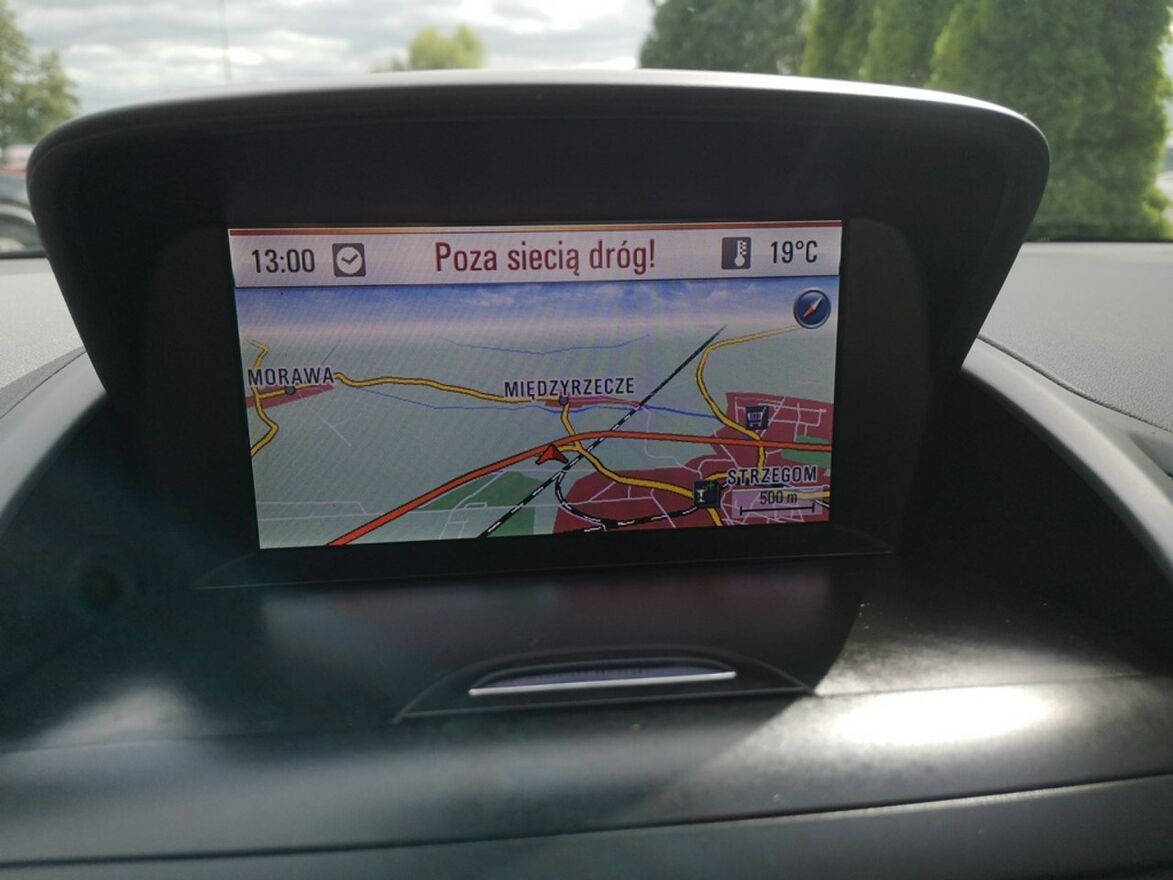 13:00 Poza siecią dróg! 19°C
MORAWA
MIĘDZYRZECZE
STRZEGOM
500 m